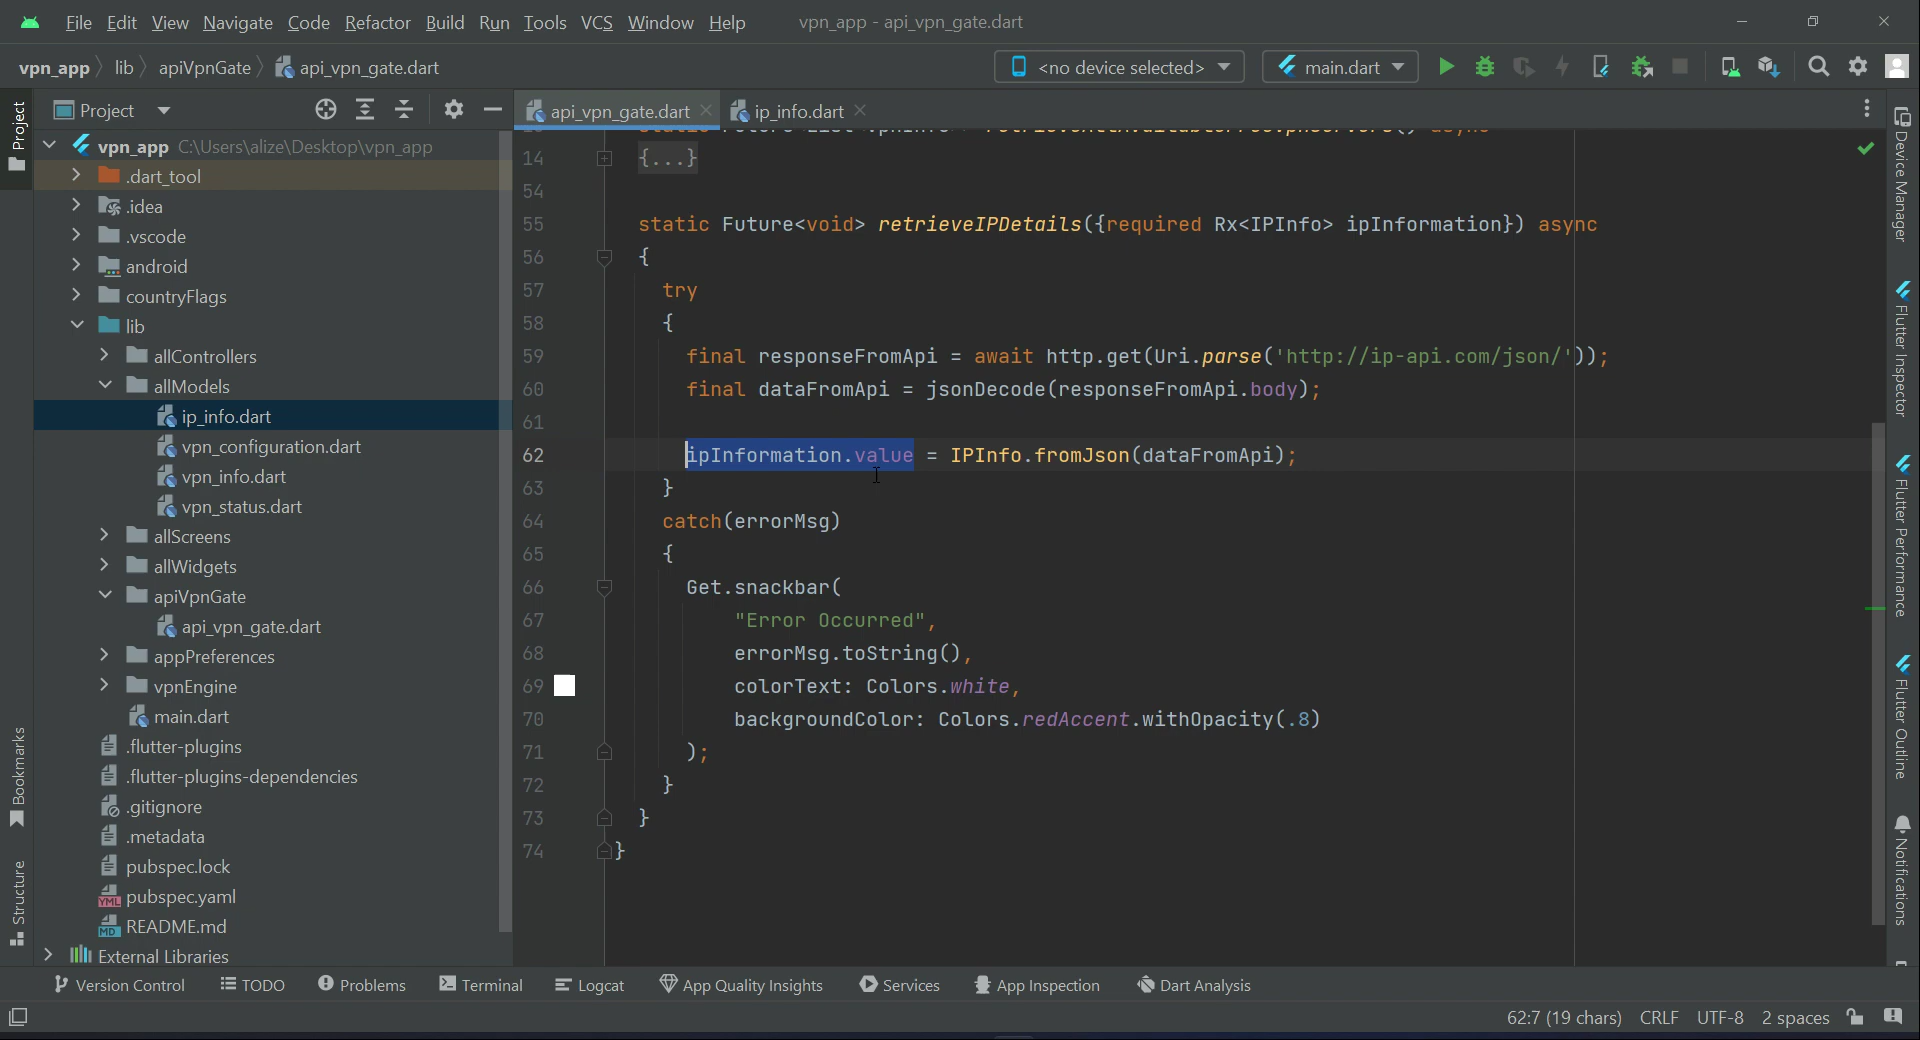 File Edit View Navigate Code Refactor Build Run Tools VCS Window Help vpn_app - api_vpn_gate.dart
vpn_app lib apiVpnGate api_vpn_gate.dart <no device selected> main.dart
Project
Project
api_vpn_gate.dart ip_info.dart
vpn_app C:\Users\alize\Desktop\vpn_app
.dart_tool
.idea
.vscode
android
countryFlags
lib
allControllers
allModels
ip_info.dart
vpn_configuration.dart
vpn_info.dart
vpn_status.dart
allScreens
allWidgets
apiVpnGate
api_vpn_gate.dart
appPreferences
vpnEngine
main.dart
.flutter-plugins
.flutter-plugins-dependencies
.gitignore
.metadata
pubspec.lock
pubspec.yaml
README.md
External Libraries
14 {...}
54
55 static Future<void> retrieveIPDetails({required Rx<IPInfo> ipInformation}) async
56 {
57 try
58 {
59 final responseFromApi = await http.get(Uri.parse('http://ip-api.com/json/'));
60 final dataFromApi = jsonDecode(responseFromApi.body);
61
62 ipInformation.value = IPInfo.fromJson(dataFromApi);
63 }
64 catch(errorMsg)
65 {
66 Get.snackbar(
67 "Error Occurred",
68 errorMsg.toString(),
69 colorText: Colors.white,
70 backgroundColor: Colors.redAccent.withOpacity(.8)
71 );
72 }
73 }
74 }
Device Manager
Flutter Inspector
Flutter Performance
Flutter Outline
Notifications
Bookmarks
Structure
Version Control TODO Problems Terminal Logcat App Quality Insights Services App Inspection Dart Analysis
62:7 (19 chars) CRLF UTF-8 2 spaces